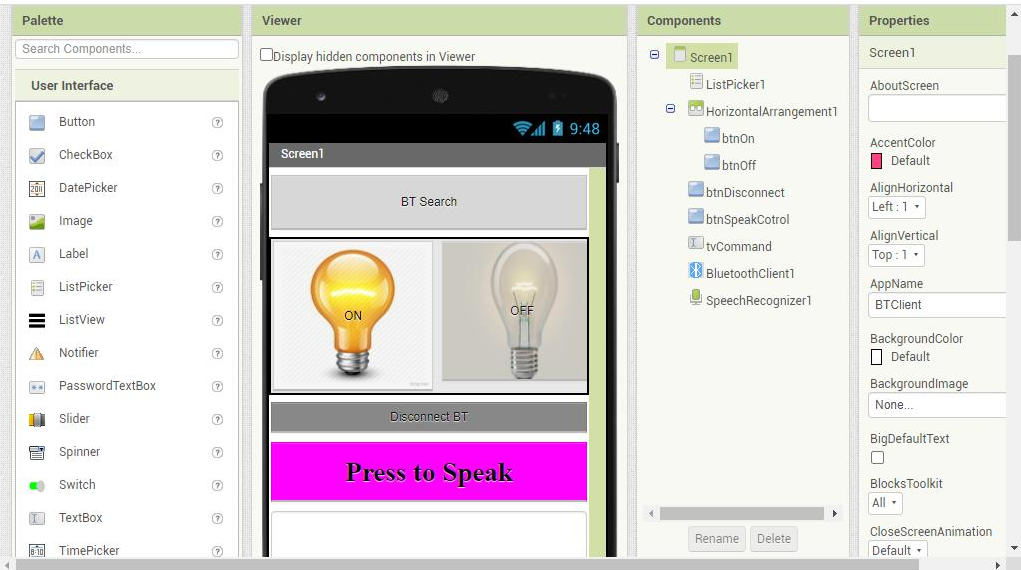 Palette
Search Components...
User Interface
Button
CheckBox
DatePicker
Image
Label
ListPicker
ListView
Notifier
PasswordTextBox
Slider
Spinner
Switch
TextBox
TimePicker
Viewer
Display hidden components in Viewer
9:48
Screen1
BT Search
ON
OFF
Disconnect BT
Press to Speak
Components
Screen1
ListPicker1
HorizontalArrangement1
btnOn
btnOff
btnDisconnect
btnSpeakCotrol
tvCommand
BluetoothClient1
SpeechRecognizer1
Rename Delete
Properties
Screen1
AboutScreen
AccentColor
Default
AlignHorizontal
Left : 1
AlignVertical
Top : 1
AppName
BTClient
BackgroundColor
Default
BackgroundImage
None...
BigDefaultText
BlocksToolkit
All
CloseScreenAnimation
Default